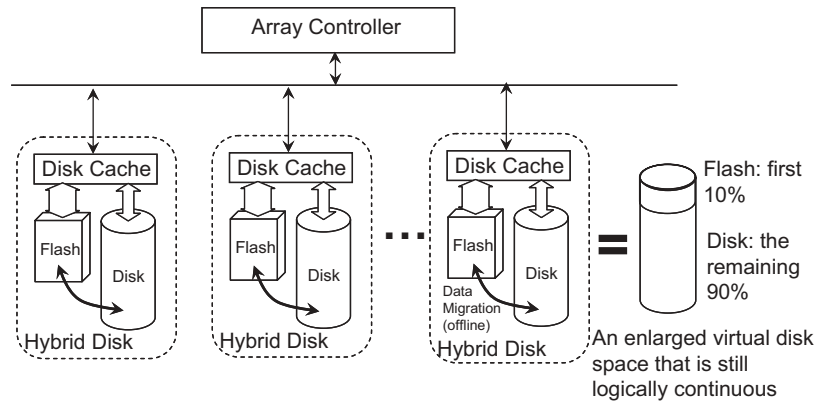 Array Controller
Disk Cache
Flash
Disk
Hybrid Disk
Disk Cache
Flash
Disk
Hybrid Disk
...
Disk Cache
Flash
Disk
Data
Migration
(offline)
Hybrid Disk
=
Flash: first
10%
Disk: the
remaining
90%
An enlarged virtual disk
space that is still
logically continuous